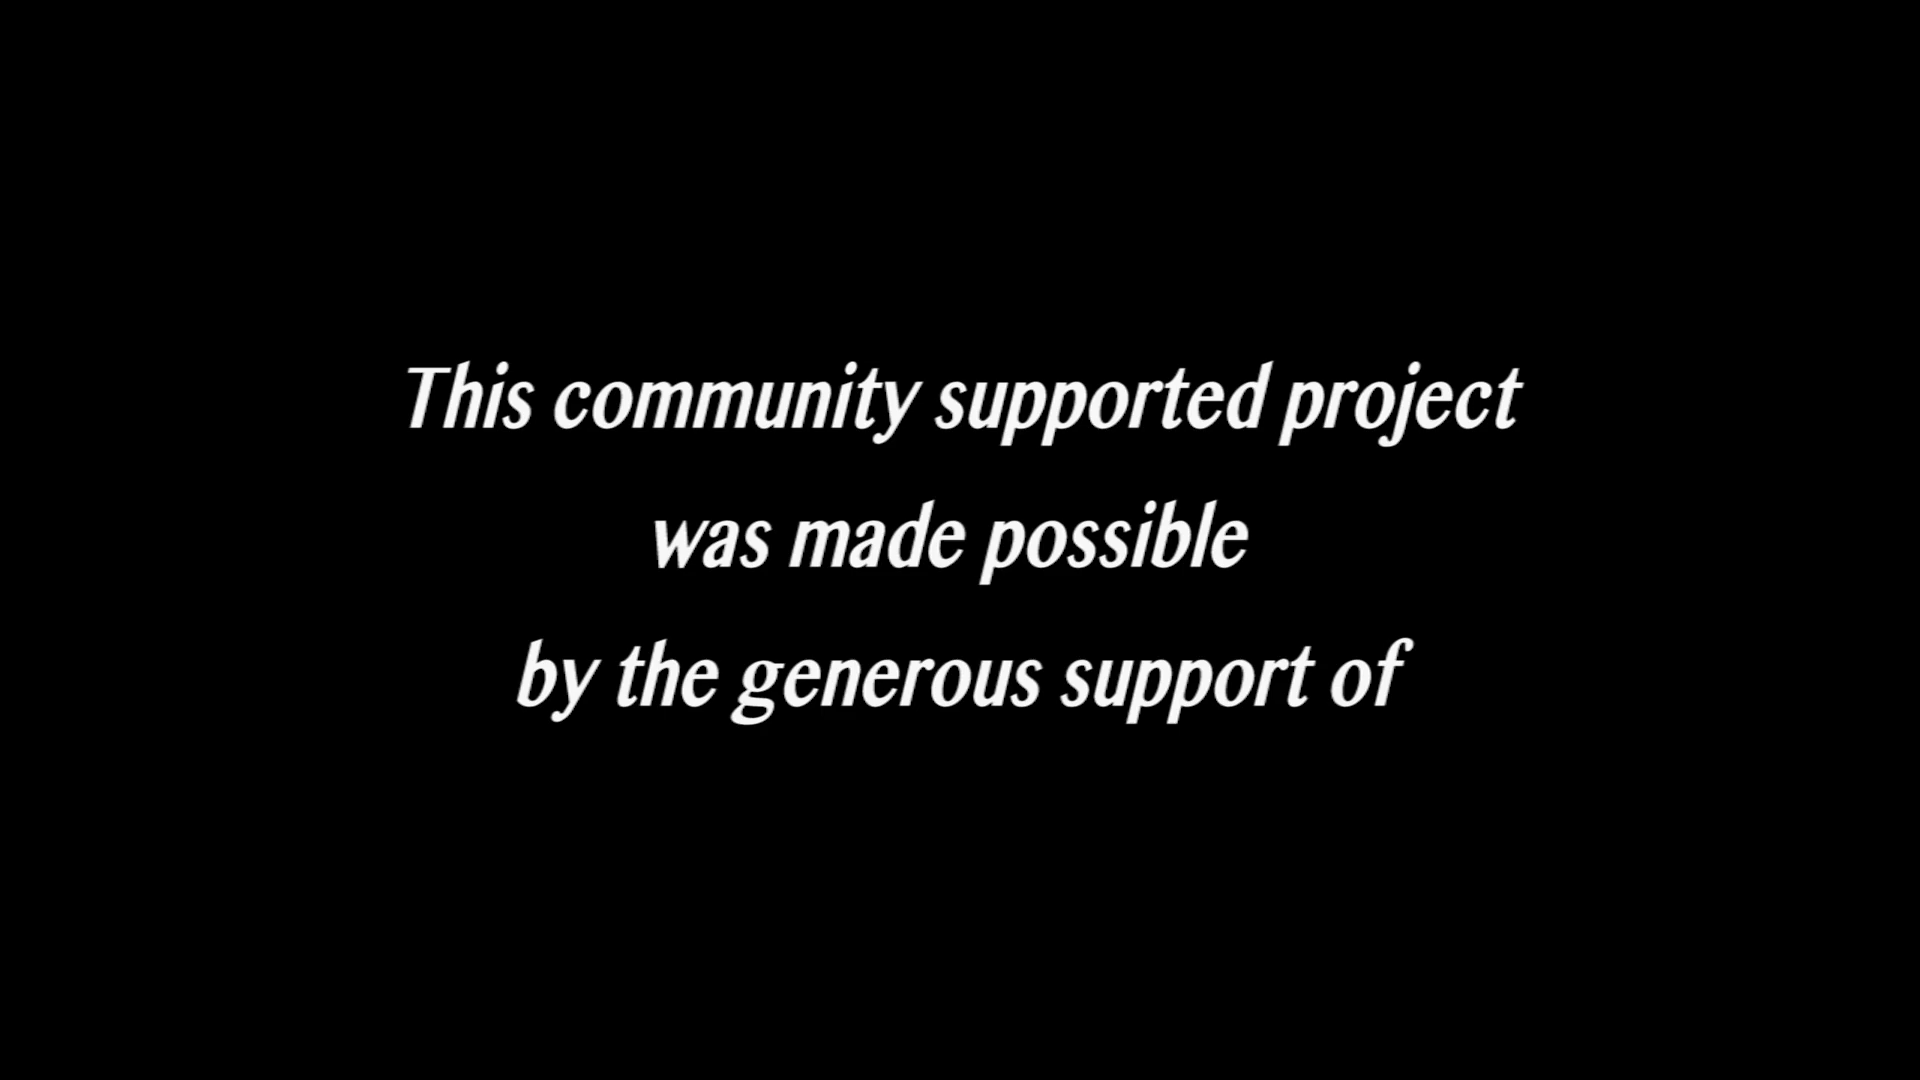 This community supported project
was made possible
by the generous support of